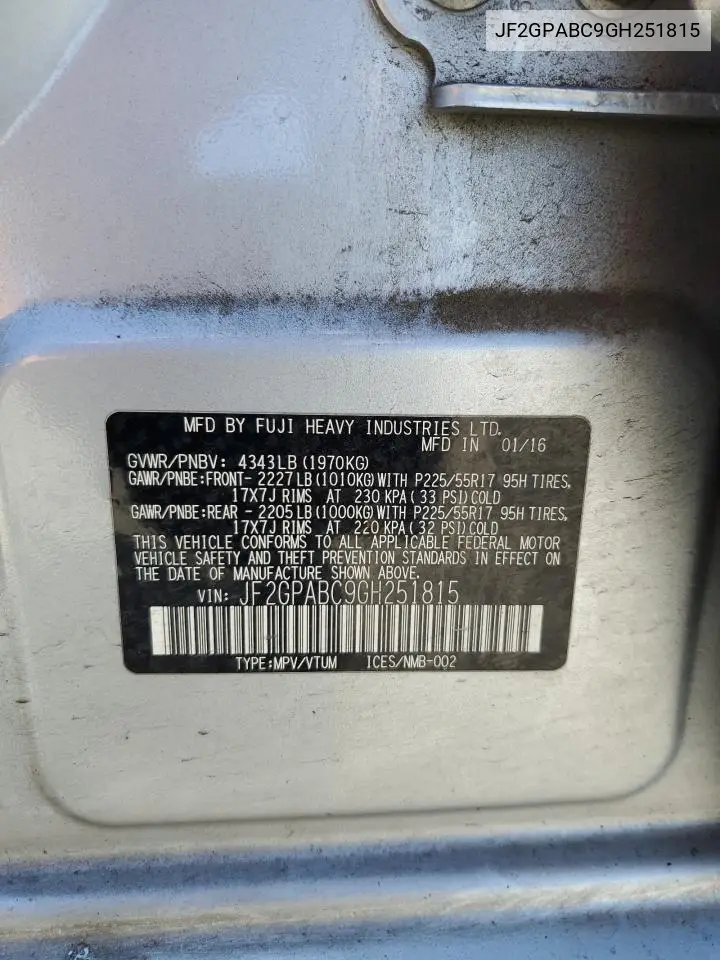 JF2GPABC9GH251815
MFD BY FUJI HEAVY INDUSTRIES LTD.
MFD IN 01/16
GVWR/PNBV: 4343LB(1970KG)
GAWR/PNBE:FRONT- 2227LB(1010KG)WITH P225/55R17 95H TIRES,
17X7J RIMS AT 230 KPA(33 PSI)COLD
GAWR/PNBE:REAR - 2205LB(1000KG)WITH P225/55R17 95H TIRES,
17X7J RIMS AT 220 KPA(32 PSI)COLD
THIS VEHICLE CONFORMS TO ALL APPLICABLE FEDERAL MOTOR
VEHICLE SAFETY AND THEFT PREVENTION STANDARDS IN EFFECT ON
THE DATE OF MANUFACTURE SHOWN ABOVE.
VIN: JF2GPABC9GH251815
TYPE:MPV/VTUM ICES/NMB-002